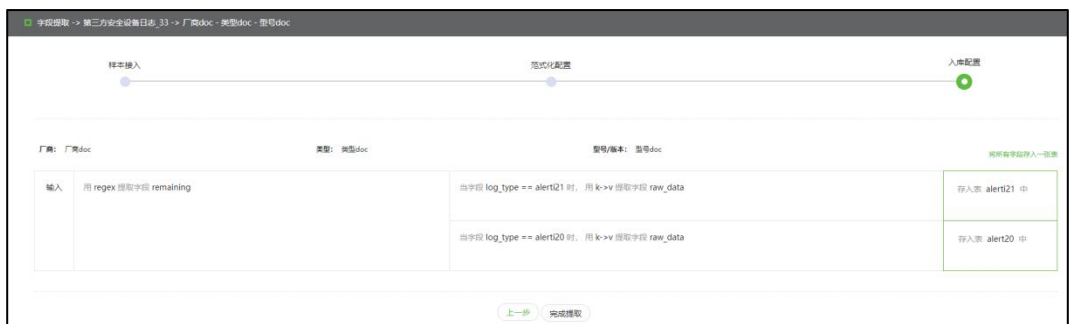 字段提取 -> 第三方安全设备日志_33 -> 厂商doc - 类型doc - 型号doc
样本接入
范式化配置
入库配置
厂商： 厂商doc
类型： 类型doc
型号/版本： 型号doc
将所有字段存入一张表
输入
用 regex 提取字段 remaining
当字段 log_type == alerti21 时， 用 k->v 提取字段 raw_data
存入表 alerti21 中
当字段 log_type == alerti20 时， 用 k->v 提取字段 raw_data
存入表 alert20 中
上一步
完成提取